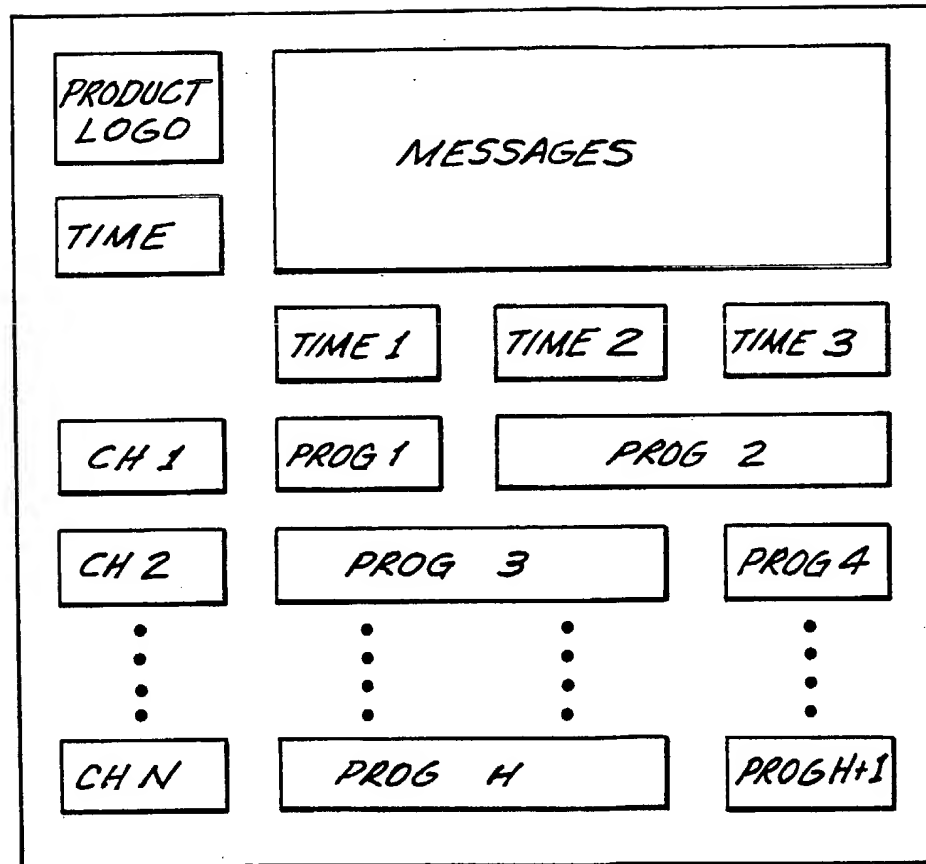 PRODUCT
LOGO
MESSAGES
TIME
TIME 1
TIME 2
TIME 3
CH 1
PROG 1
PROG 2
CH 2
PROG 3
PROG 4
CH N
PROG H
PROG H+1